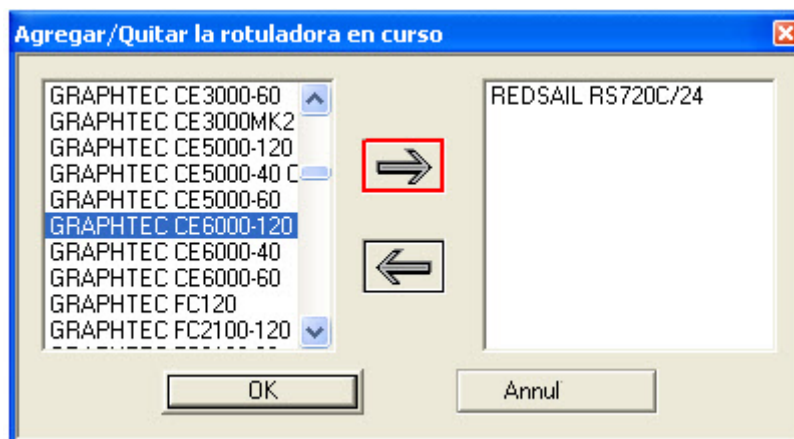 Agregar/Quitar la rotuladora en curso
GRAPHTEC CE3000-60
GRAPHTEC CE3000MK2
GRAPHTEC CE5000-120
GRAPHTEC CE5000-40 C
GRAPHTEC CE5000-60
GRAPHTEC CE6000-120
GRAPHTEC CE6000-40
GRAPHTEC CE6000-60
GRAPHTEC FC120
GRAPHTEC FC2100-120
REDSAIL RS720C/24
OK
Annul